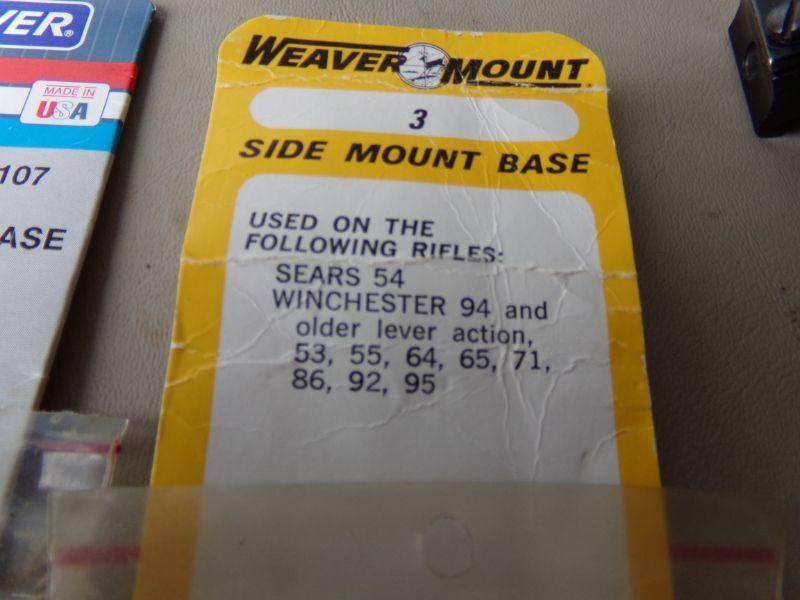 VER®
MADE IN
USA
107
ASE
WEAVER MOUNT
3
SIDE MOUNT BASE
USED ON THE
FOLLOWING RIFLES:
SEARS 54
WINCHESTER 94 and
older lever action,
53, 55, 64, 65, 71,
86, 92, 95